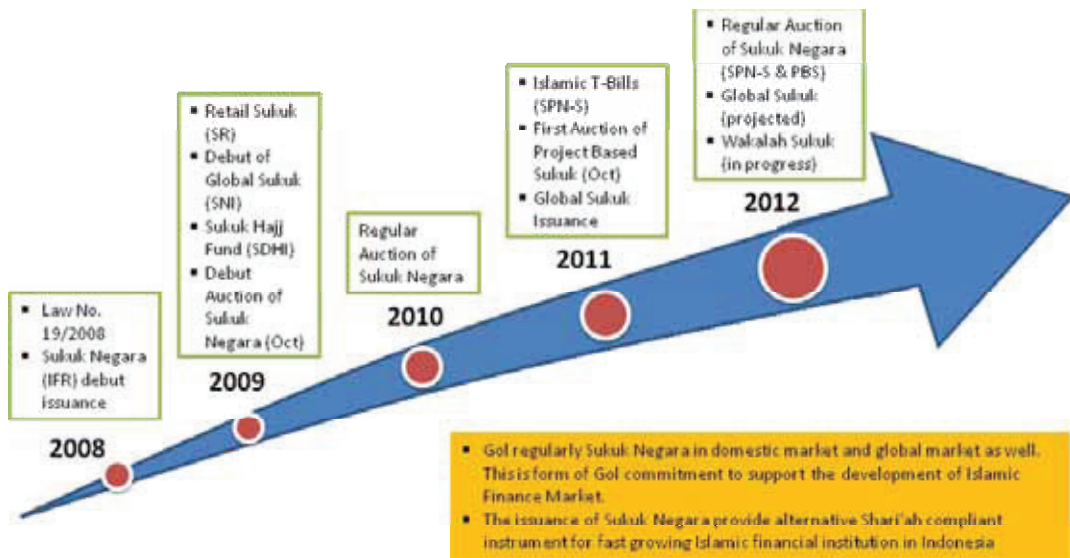 ▪ Law No.
19/2008
▪ Sukuk Negara
(IFR) debut
issuance
2008
▪ Retail Sukuk
(SR)
▪ Debut of
Global Sukuk
(SNI)
▪ Sukuk Hajj
Fund (SDHI)
▪ Debut
Auction of
Sukuk
Negara (Oct)
2009
Regular
Auction of
Sukuk Negara
2010
▪ Islamic T-Bills
(SPN-S)
▪ First Auction of
Project Based
Sukuk (Oct)
▪ Global Sukuk
Issuance
2011
▪ Regular Auction
of Sukuk Negara
(SPN-S & PBS)
▪ Global Sukuk
(projected)
▪ Wakalah Sukuk
(in progress)
2012
▪ GoI regularly Sukuk Negara in domestic market and global market as well.
This is form of GoI commitment to support the development of Islamic
Finance Market.
▪ The issuance of Sukuk Negara provide alternative Shari'ah compliant
instrument for fast growing Islamic financial institution in Indonesia